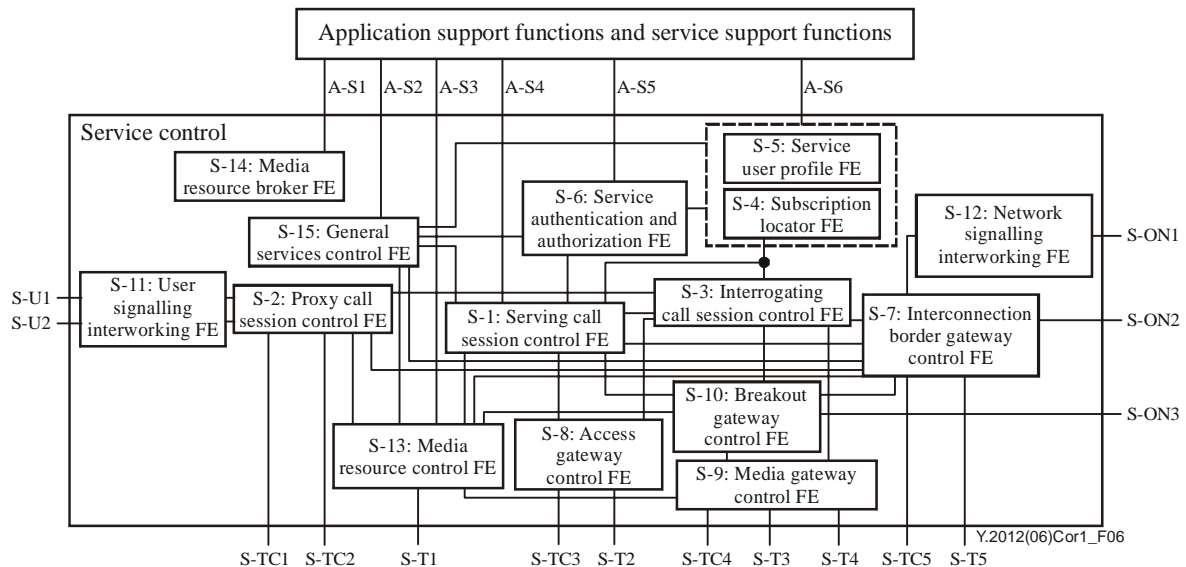 Application support functions and service support functions
A-S1
A-S2
A-S3
A-S4
A-S5
A-S6
Service control
S-14: Media
resource broker FE
S-5: Service
user profile FE
S-6: Service
authentication and
authorization FE
S-4: Subscription
locator FE
S-12: Network
signalling
interworking FE
S-ON1
S-15: General
services control FE
S-U1
S-U2
S-11: User
signalling
interworking FE
S-2: Proxy call
session control FE
S-1: Serving call
session control FE
S-3: Interrogating
call session control FE
S-7: Interconnection
border gateway
control FE
S-ON2
S-10: Breakout
gateway
control FE
S-ON3
S-13: Media
resource control FE
S-8: Access
gateway
control FE
S-9: Media gateway
control FE
Y.2012(06)Cor1_F06
S-TC1
S-TC2
S-T1
S-TC3
S-T2
S-TC4
S-T3
S-T4
S-TC5
S-T5